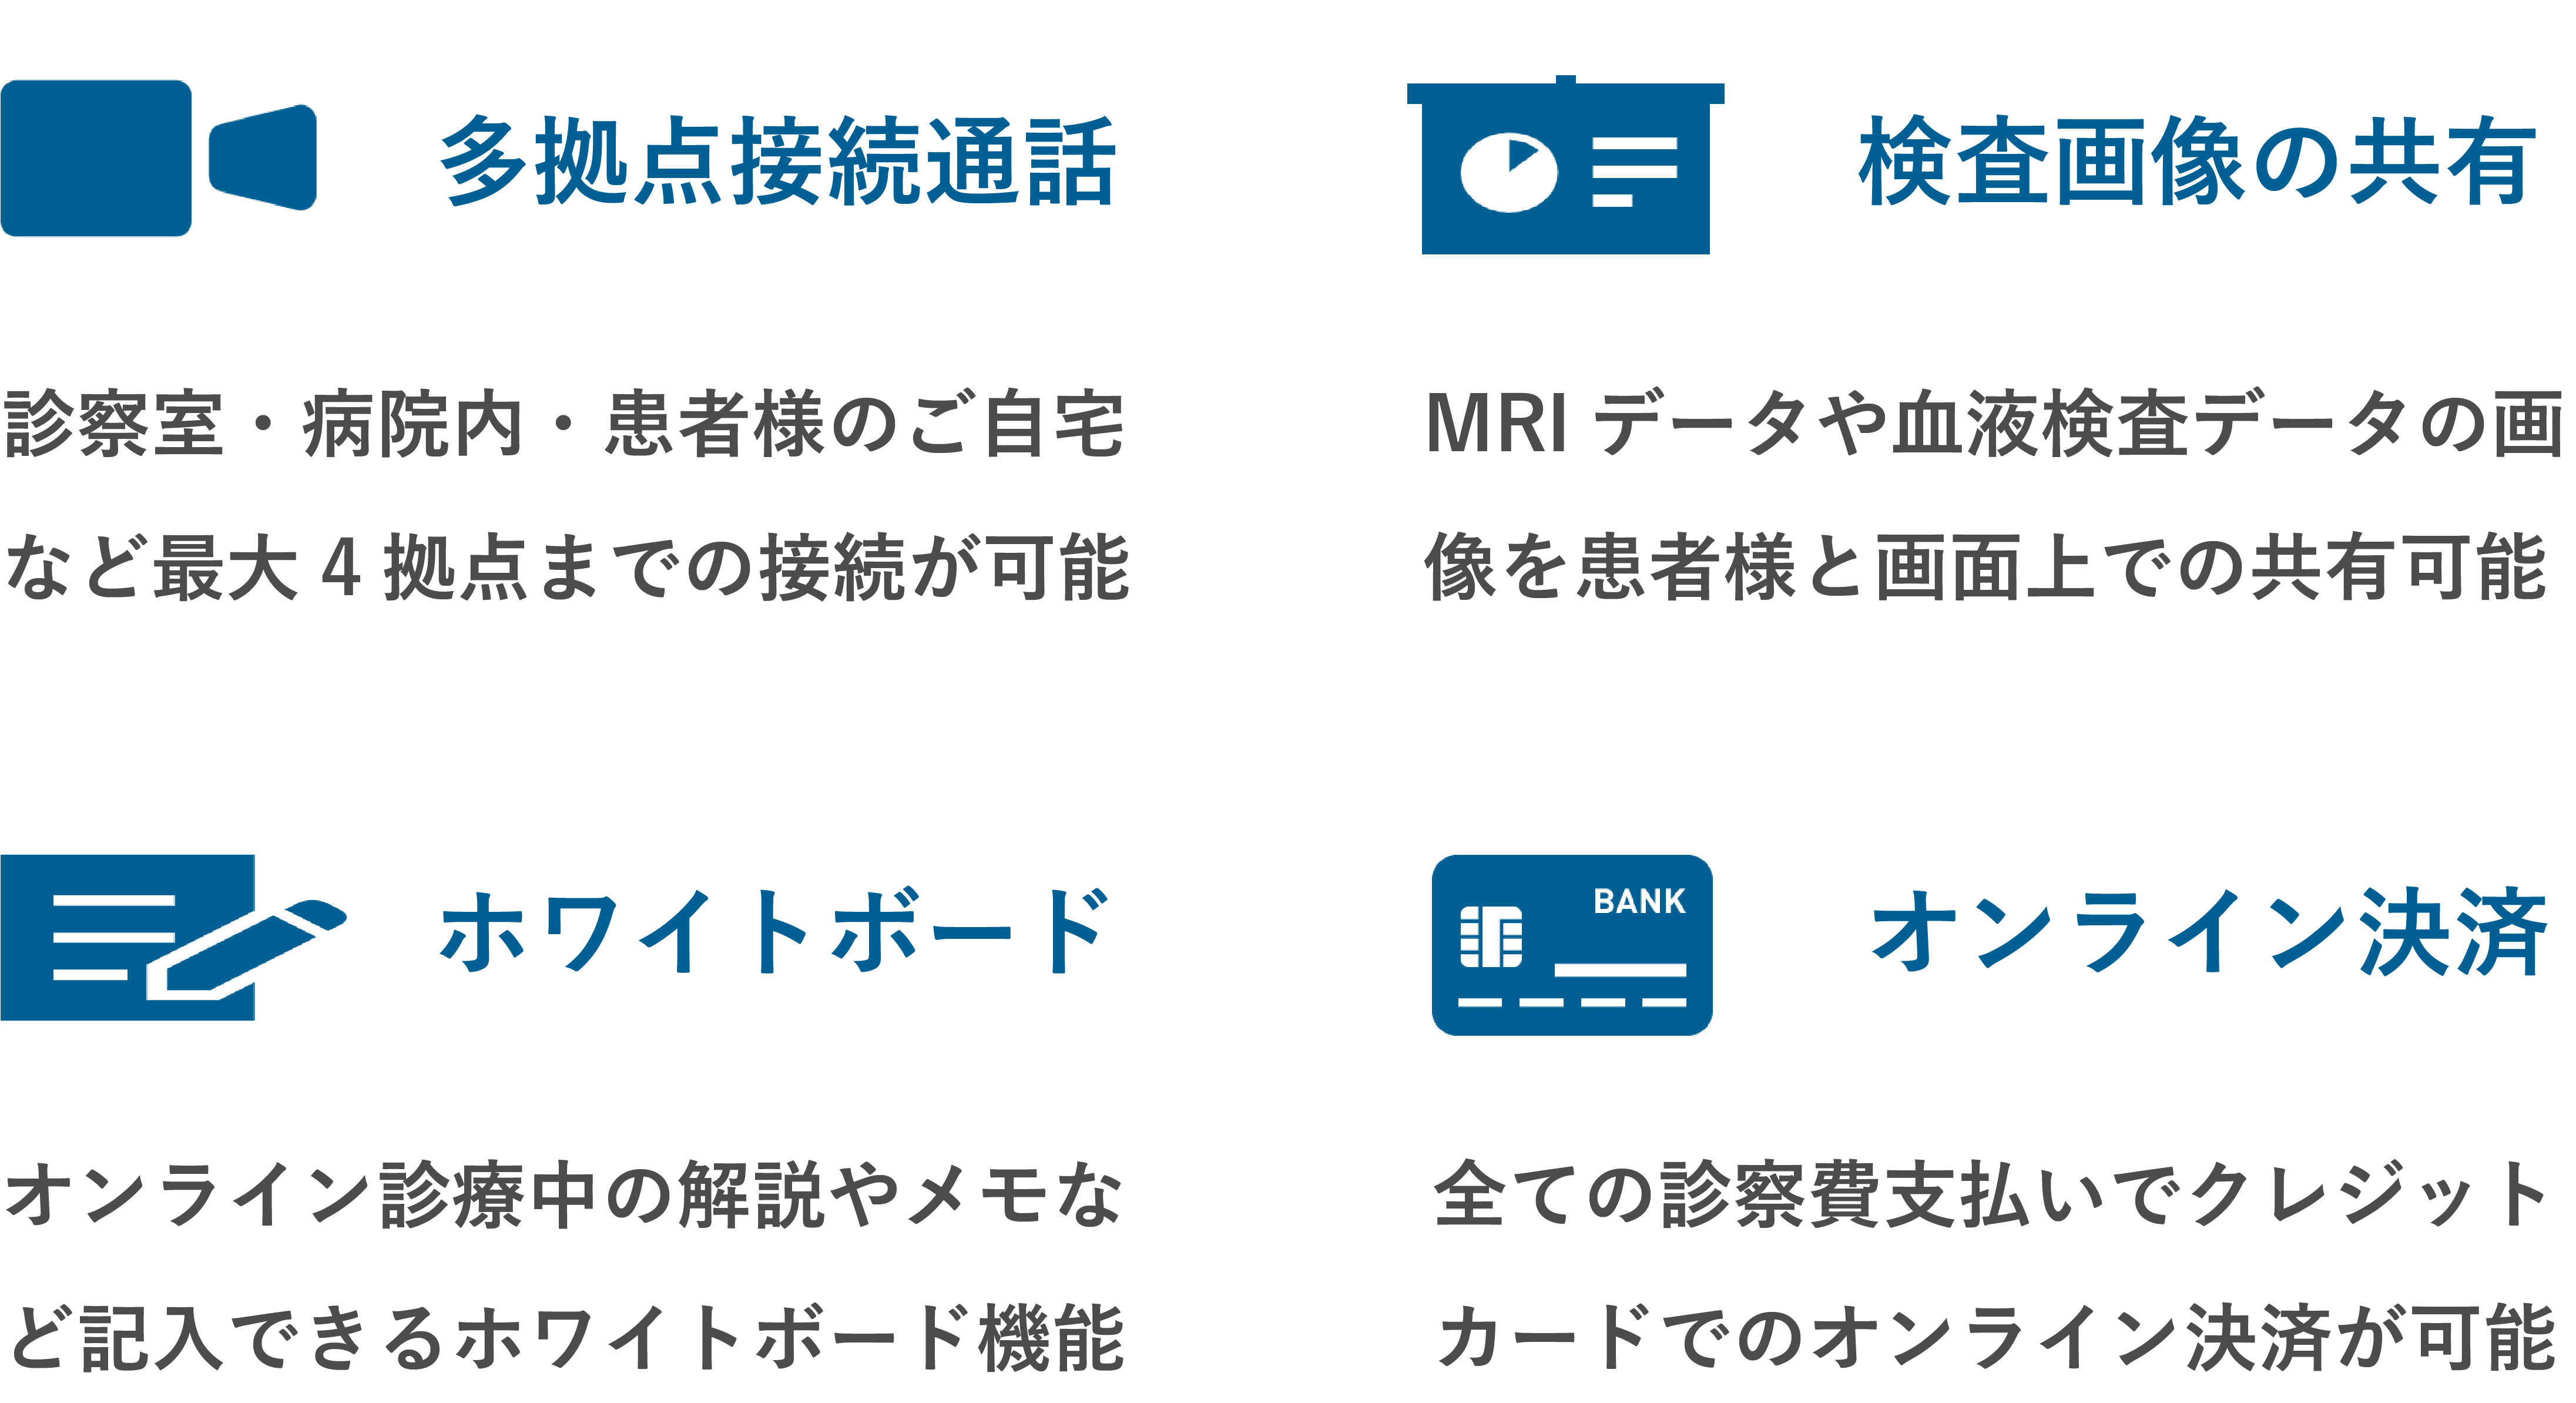 多拠点接続通話
診察室・病院内・患者様のご自宅
など最大 4 拠点までの接続が可能
検査画像の共有
MRI データや血液検査データの画
像を患者様と画面上での共有可能
ホワイトボード
オンライン診療中の解説やメモな
ど記入できるホワイトボード機能
BANK
オンライン決済
全ての診察費支払いでクレジット
カードでのオンライン決済が可能